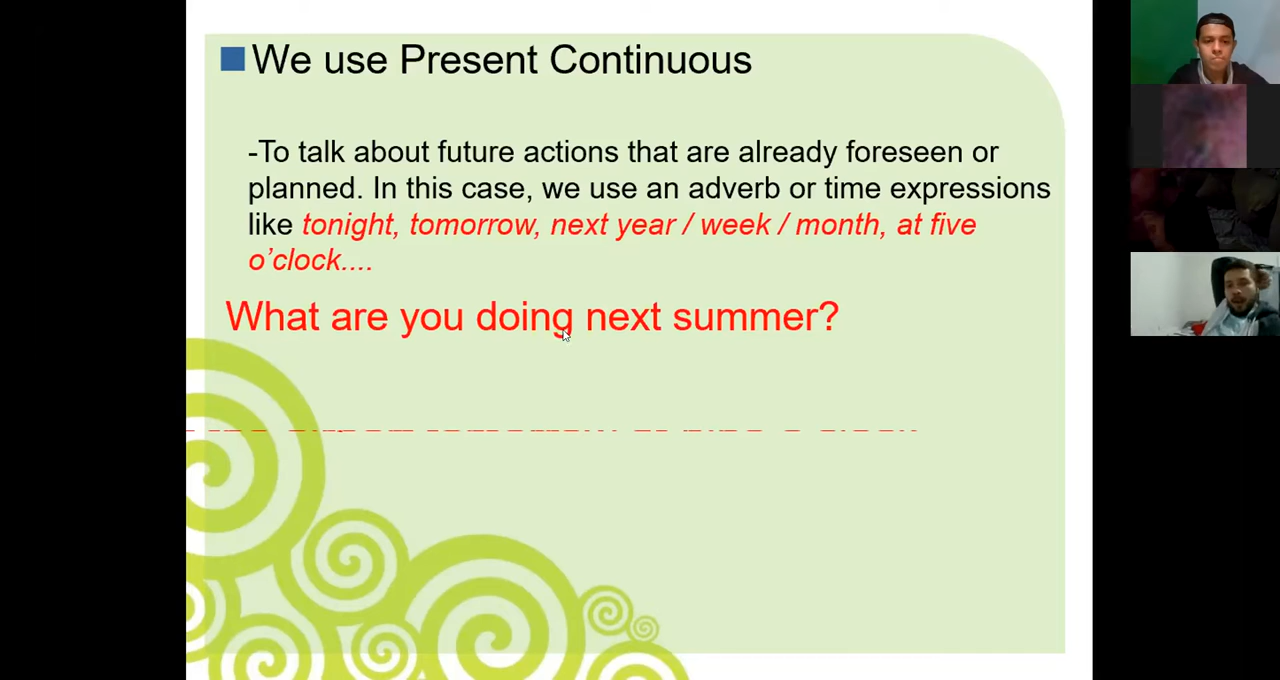 We use Present Continuous
-To talk about future actions that are already foreseen or
planned. In this case, we use an adverb or time expressions
like tonight, tomorrow, next year / week / month, at five
o’clock....
What are you doing next summer?